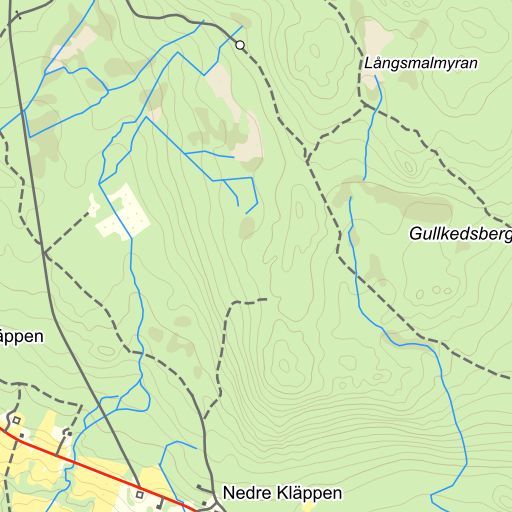 Långsmalmyran
Gullkedsberg
äppen
Nedre Kläppen